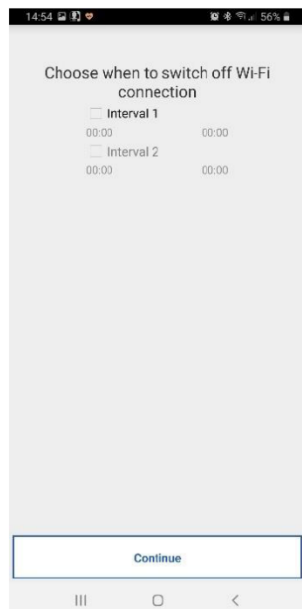 14:54 56%
Choose when to switch off Wi-Fi
connection
Interval 1
00:00 00:00
Interval 2
00:00 00:00
Continue